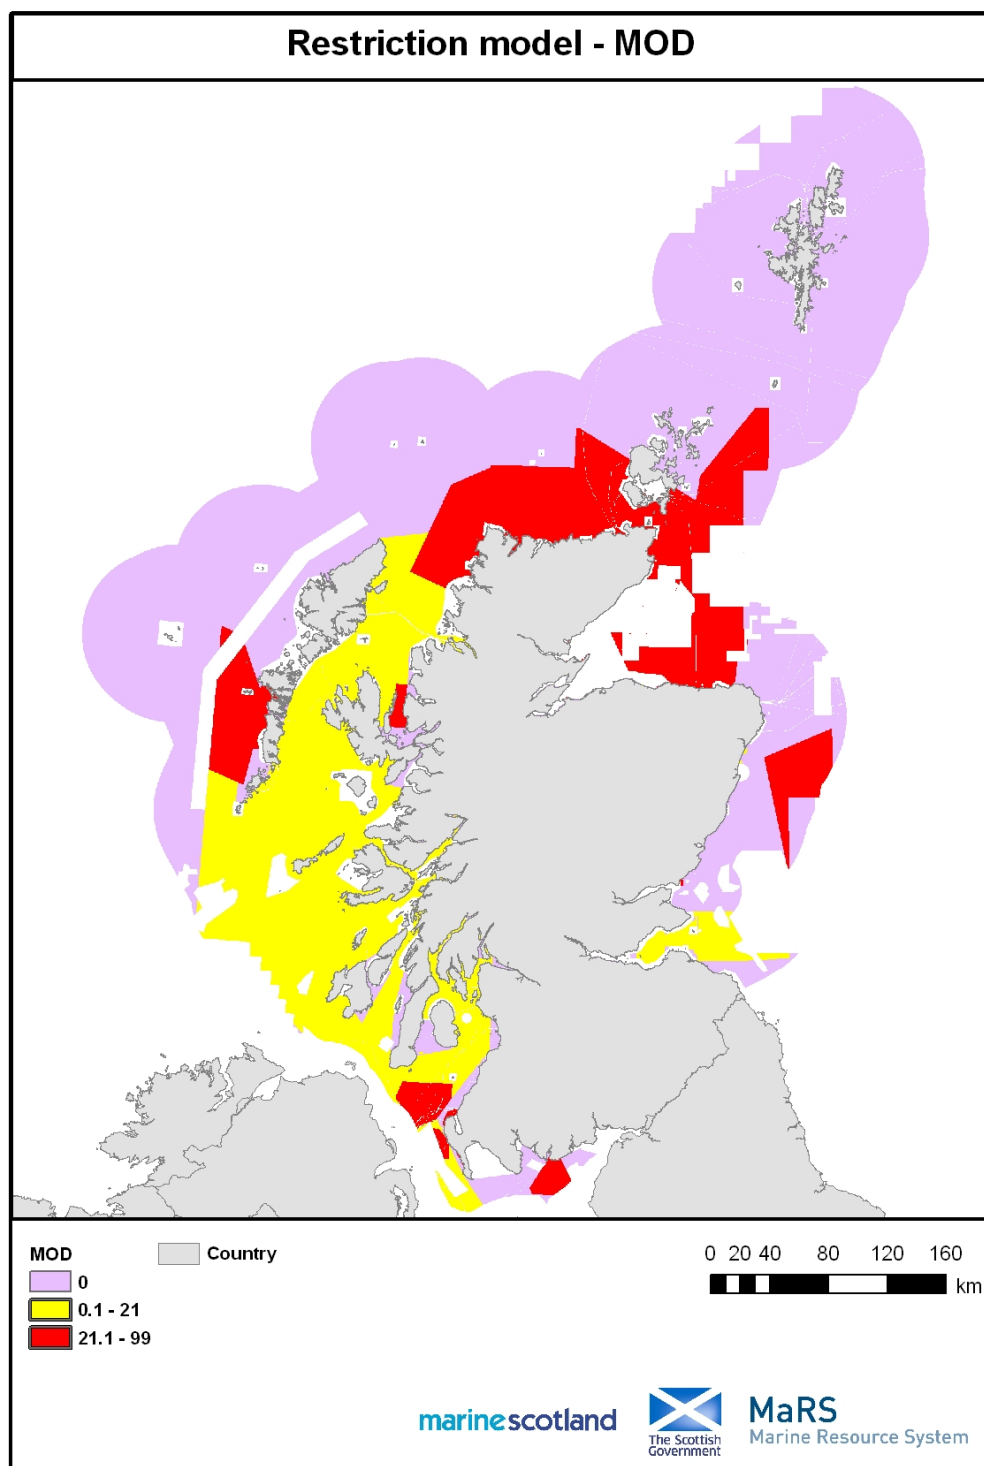 Restriction model - MOD
MOD
Country
0
0.1 - 21
21.1 - 99
0 20 40 80 120 160
km
marinescotland
The Scottish
Government
MaRS
Marine Resource System